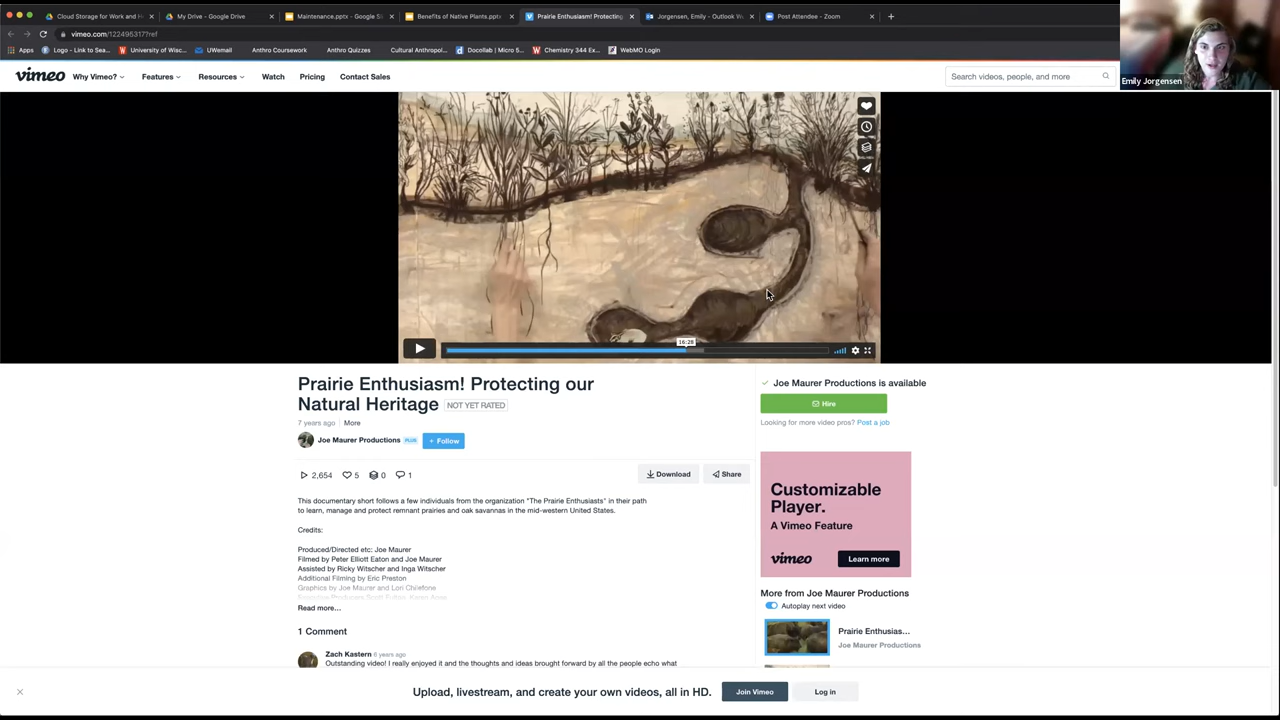 Cloud Storage for Work and H
My Drive - Google Drive
Maintenance.pptx - Google Sl
Benefits of Native Plants.pptx
Prairie Enthusiasm! Protecting
Jorgensen, Emily - Outlook W
Post Attendee - Zoom
vimeo.com/122495317?ref
Apps
Logo - Link to Sea...
University of Wisc...
UWemail
Anthro Coursework
Anthro Quizzes
Cultural Anthropol...
Docollab | Micro 5...
Chemistry 344 Ex...
WebMO Login
Emily Jorgensen
vimeo
Why Vimeo?
Features
Resources
Watch
Pricing
Contact Sales
Search videos, people, and more
16:28
Prairie Enthusiasm! Protecting our
Natural Heritage NOT YET RATED
7 years ago More
Joe Maurer Productions PLUS + Follow
2,654 5 0 1
Download
Share
This documentary short follows a few individuals from the organization "The Prairie Enthusiasts" in their path
to learn, manage and protect remnant prairies and oak savannas in the mid-western United States.
Credits:
Produced/Directed etc: Joe Maurer
Filmed by Peter Elliott Eaton and Joe Maurer
Assisted by Ricky Witscher and Inga Witscher
Additional Filming by Eric Preston
Graphics by Joe Maurer and Lori
Read more...
1 Comment
Zach Kastern 6 years ago
Outstanding video! I really enjoyed it and the thoughts and ideas brought forward by all the people echo what
Joe Maurer Productions is available
Hire
Looking for more video pros? Post a job
Customizable
Player.
A Vimeo Feature
vimeo
Learn more
More from Joe Maurer Productions
Autoplay next video
Prairie Enthusias...
Joe Maurer Productions
Upload, livestream, and create your own videos, all in HD.
Join Vimeo
Log in